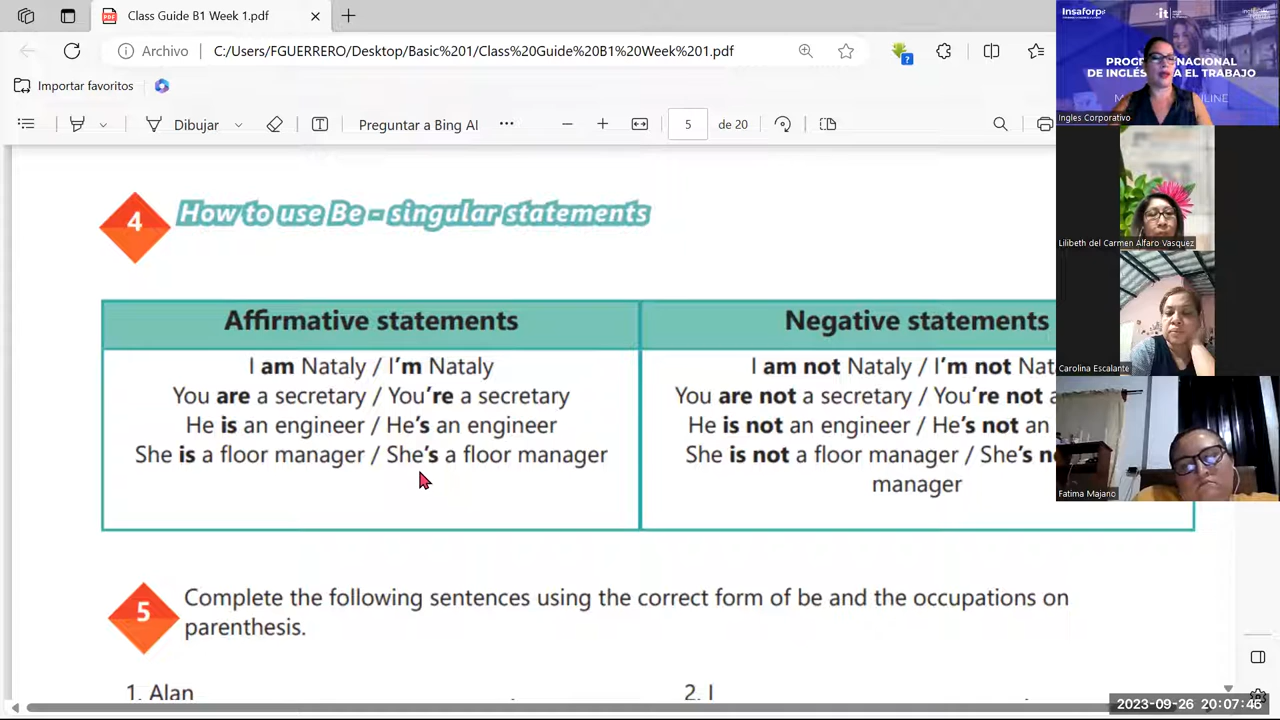 Class Guide B1 Week 1.pdf
Archivo
C:/Users/FGUERRERO/Desktop/Basic%201/Class%20Guide%20B1%20Week%201.pdf
Importar favoritos
Dibujar
Preguntar a Bing AI
5
de 20
4
How to use Be - singular statements
Affirmative statements
Negative statements
I am Nataly / I'm Nataly
You are a secretary / You're a secretary
He is an engineer / He's an engineer
She is a floor manager / She's a floor manager
I am not Nataly / I'm not Nat
You are not a secretary / You're not a
He is not an engineer / He's not an
She is not a floor manager / She's n
manager
5
Complete the following sentences using the correct form of be and the occupations on
parenthesis.
1. Alan
2. I
Insaforp
PROG NACIONAL
DE INGLÉS A EL TRABAJO
Ingles Corporativo
Lilibeth del Carmen Alfaro Vasquez
Carolina Escalante
Fatima Majano
2023-09-26 20:07:46